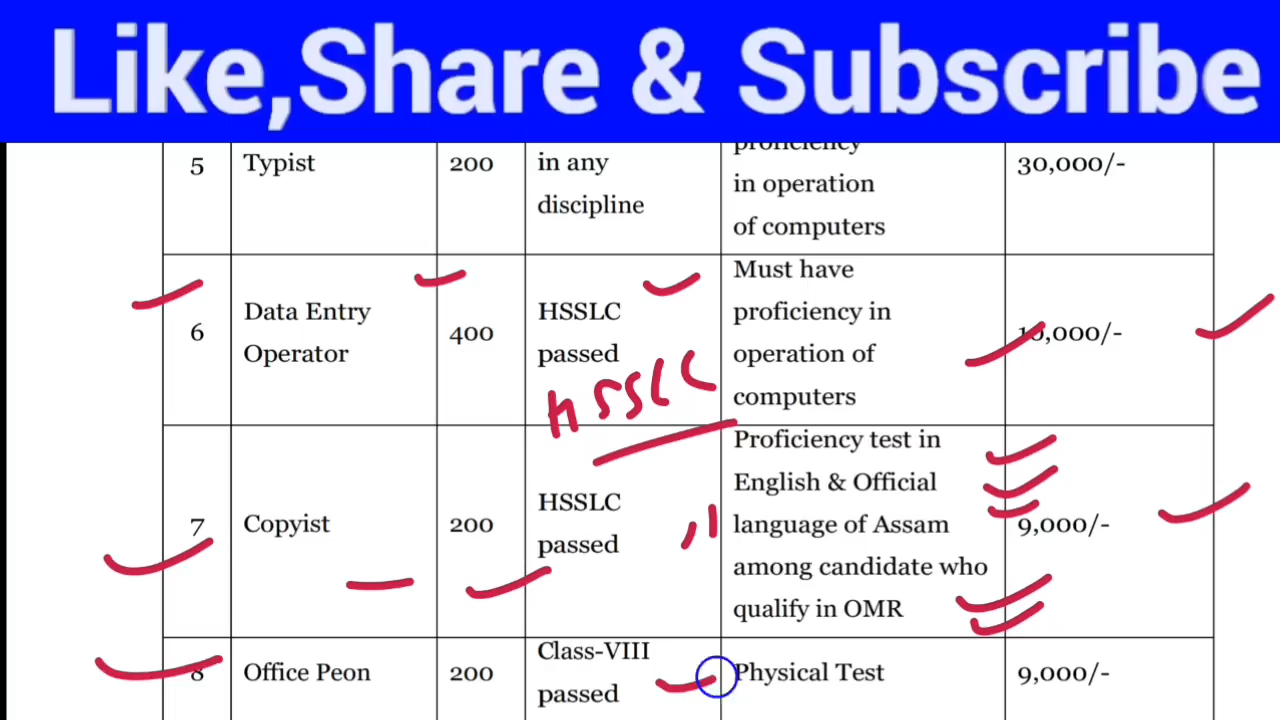 Like,Share & Subscribe
5 Typist 200 in any discipline proficiency in operation of computers 30,000/-
6 Data Entry Operator 400 HSSLC passed Must have proficiency in operation of computers 10,000/-
HSSLC
7 Copyist 200 HSSLC passed ,, Proficiency test in English & Official language of Assam among candidate who qualify in OMR 9,000/-
8 Office Peon 200 Class-VIII passed Physical Test 9,000/-